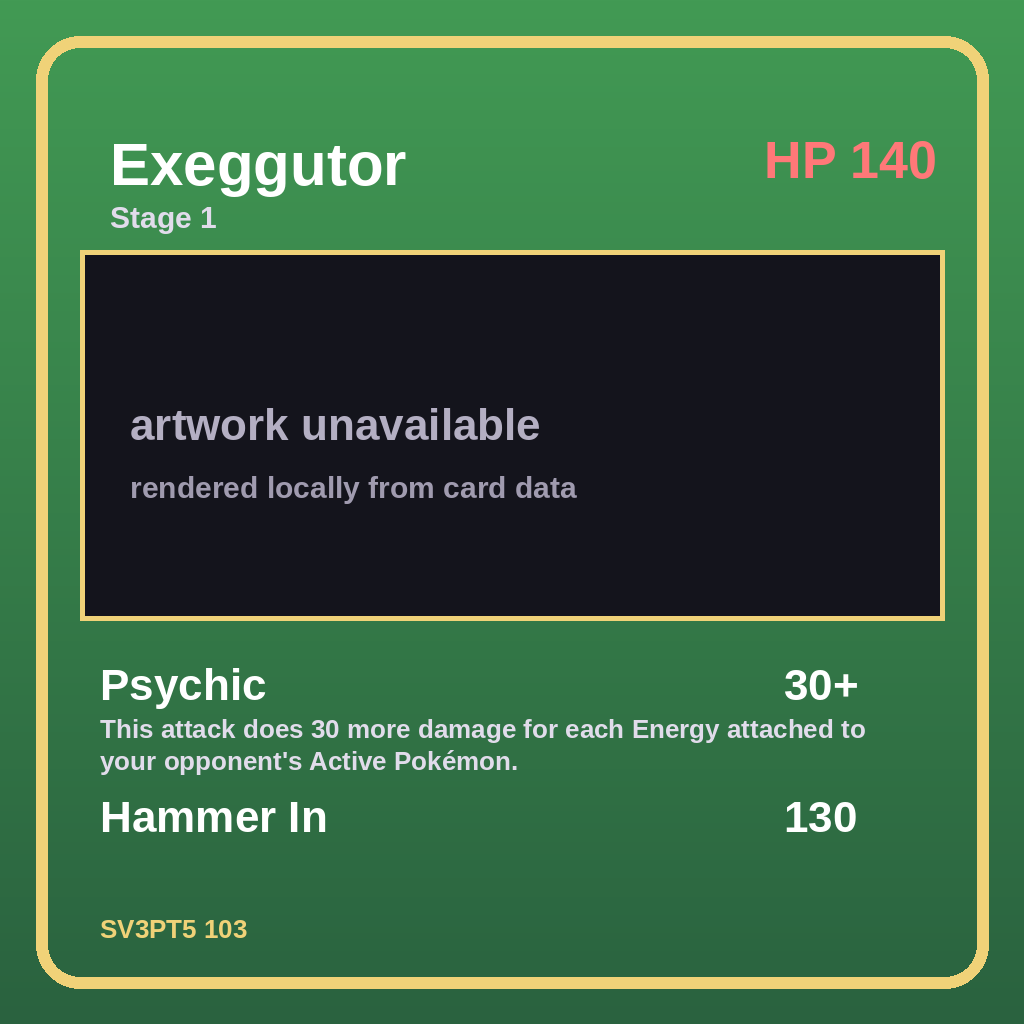 Exeggutor
HP 140
Stage 1
artwork unavailable
rendered locally from card data
Psychic 30+
This attack does 30 more damage for each Energy attached to
your opponent's Active Pokémon.
Hammer In 130
SV3PT5 103